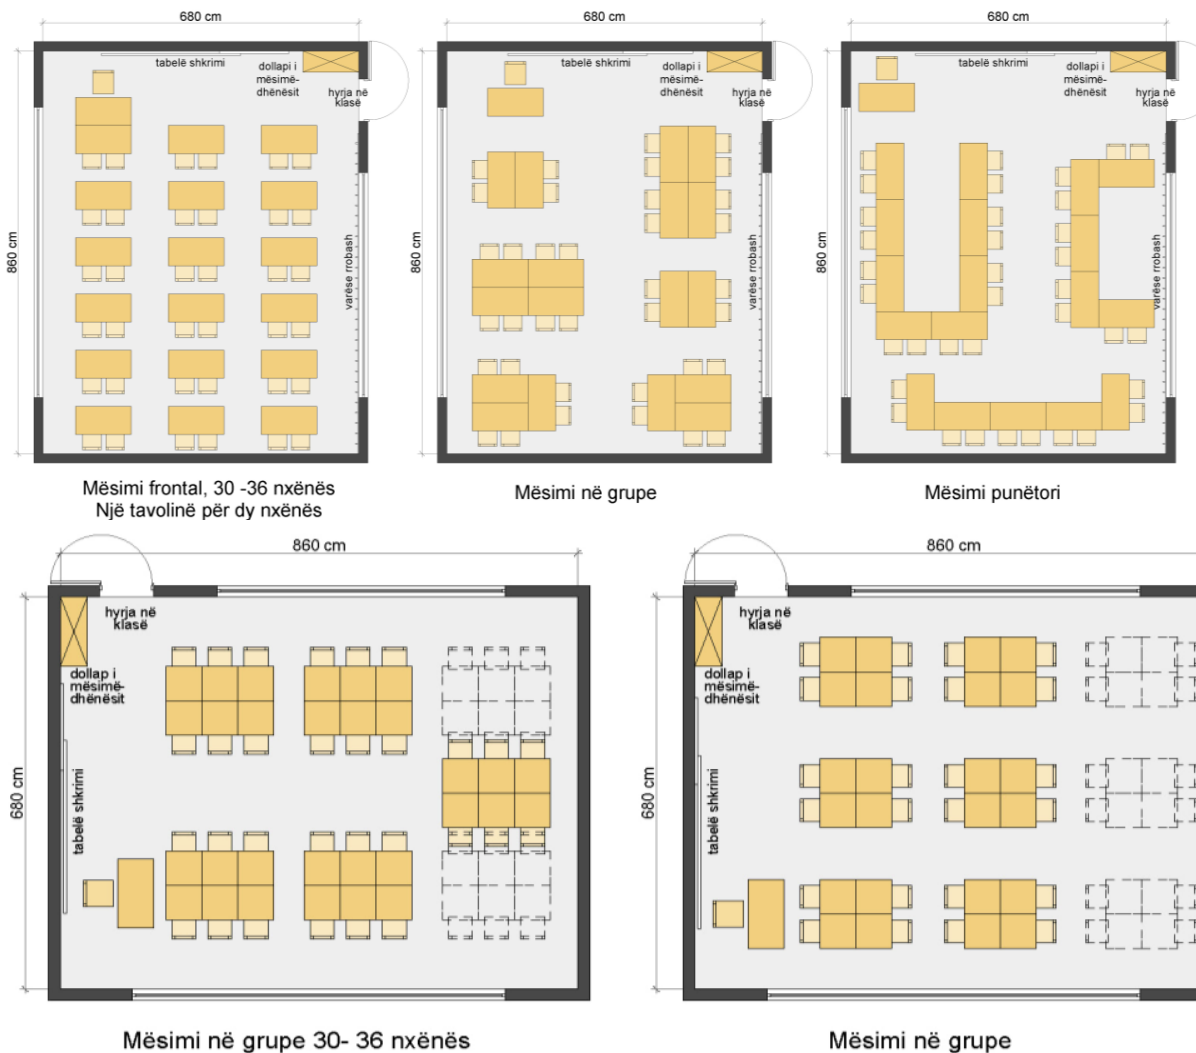 680 cm
680 cm
680 cm
tabelë shkrimi
dollapi i
mësimë-
dhënësit
hyrja në
klasë
860 cm
varëse rrobash
tabelë shkrimi
dollapi i
mësimë-
dhënësit
hyrja në
klasë
860 cm
varëse rrobash
tabelë shkrimi
dollapi i
mësimë-
dhënësit
hyrja në
klasë
860 cm
varëse rrobash
Mësimi frontal, 30 -36 nxënës
Një tavolinë për dy nxënës
Mësimi në grupe
Mësimi punëtori
860 cm
hyrja në
klasë
dollap i
mësimë-
dhënësit
tabelë shkrimi
680 cm
Mësimi në grupe 30- 36 nxënës
860 cm
hyrja në
klasë
dollap i
mësimë-
dhënësit
tabelë shkrimi
680 cm
Mësimi në grupe